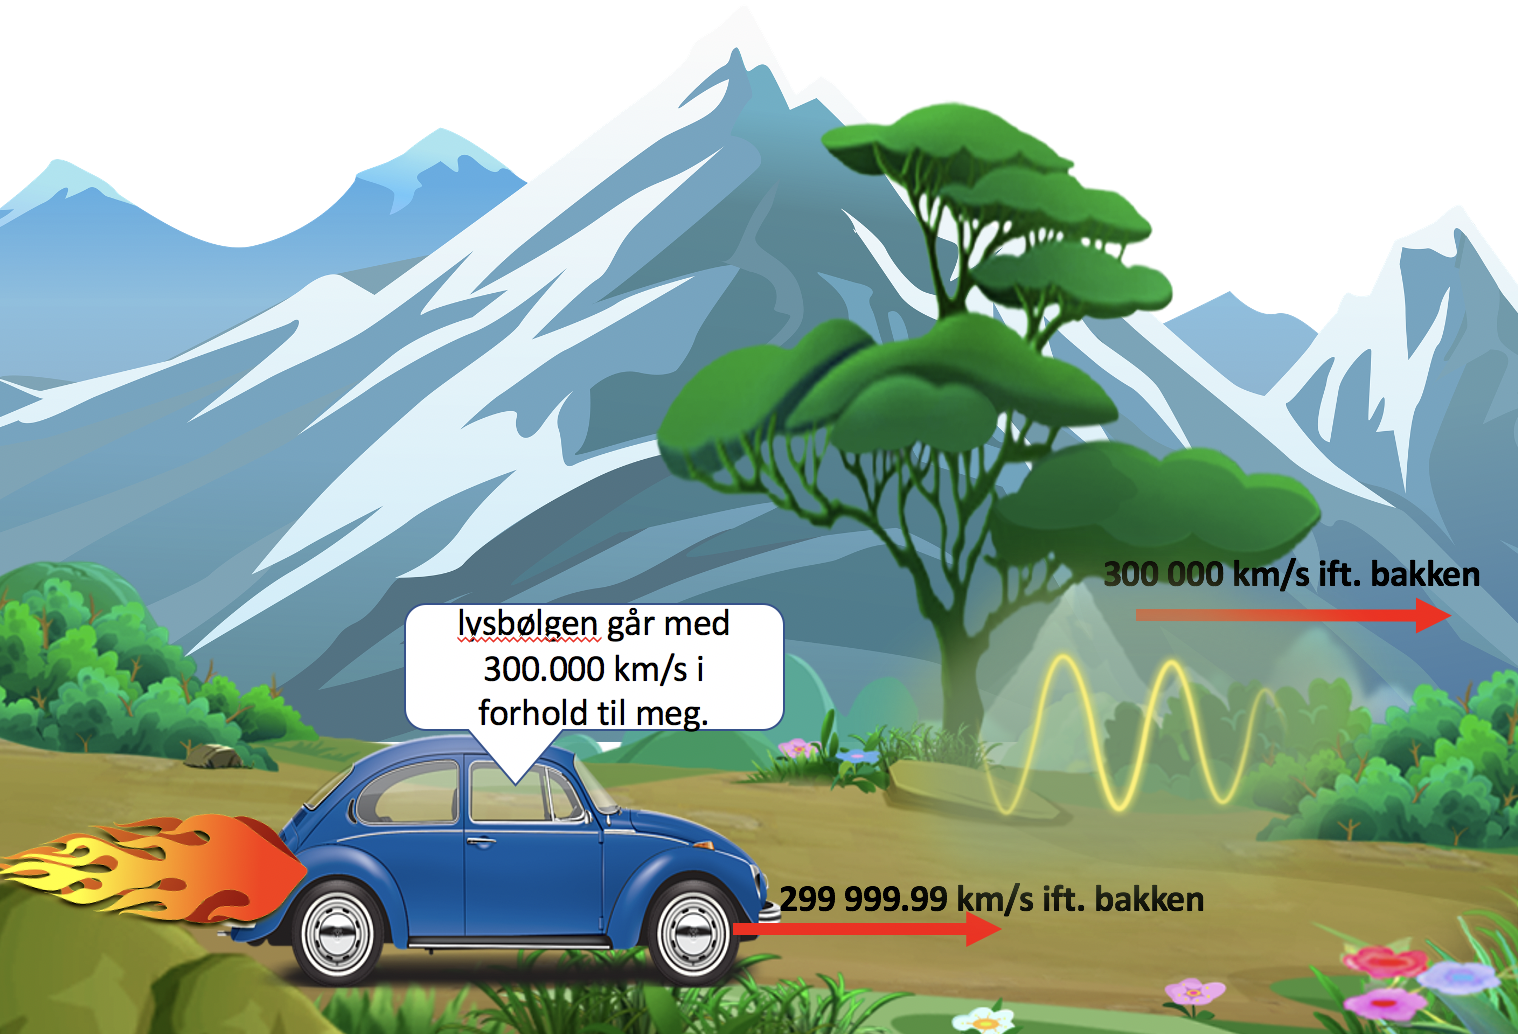 300 000 km/s ift. bakken
lysbølgen går med
300.000 km/s i
forhold til meg.
299 999.99 km/s ift. bakken